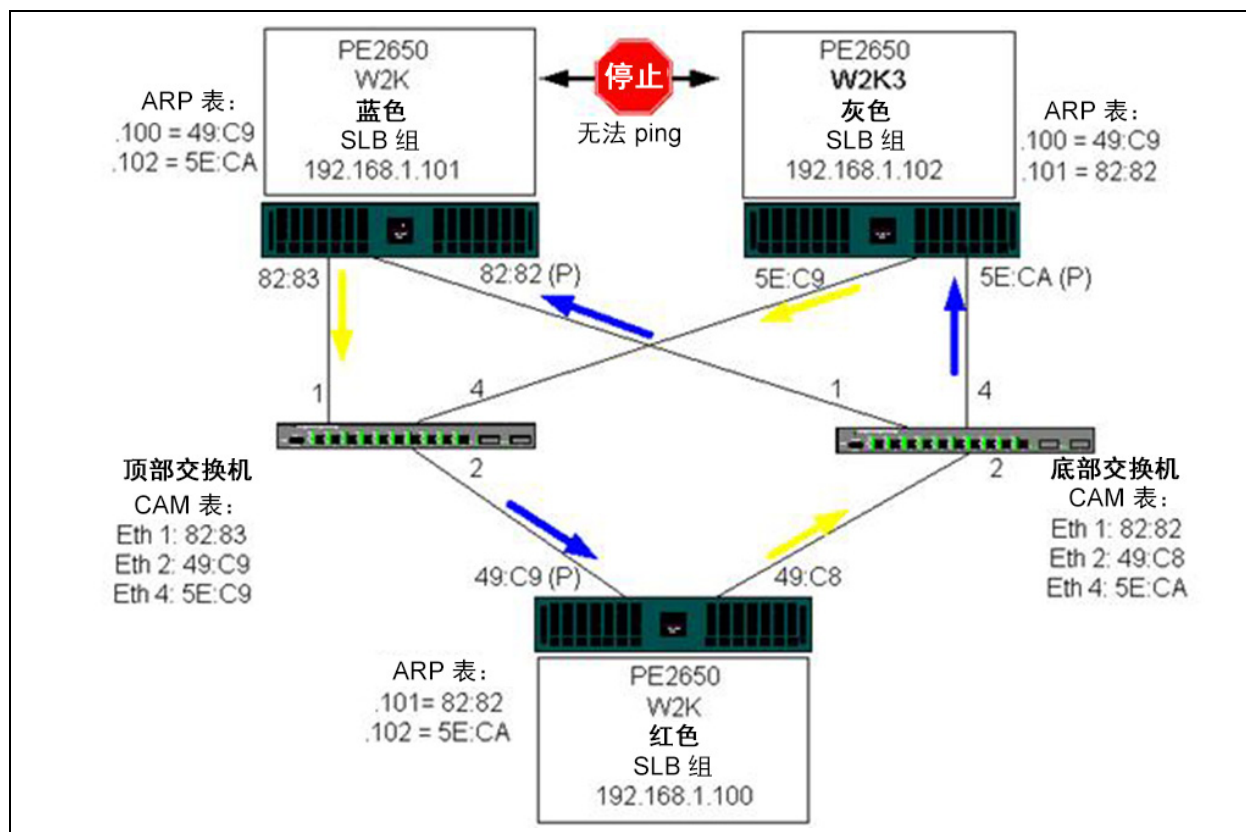 PE2650
W2K
蓝色
SLB 组
192.168.1.101
ARP 表：
.100 = 49:C9
.102 = 5E:CA
停止
无法 ping
PE2650
W2K3
灰色
SLB 组
192.168.1.102
ARP 表：
.100 = 49:C9
.101 = 82:82
82:83
82:82 (P)
5E:C9
5E:CA (P)
1
4
1
4
2
2
顶部交换机
CAM 表：
Eth 1: 82:83
Eth 2: 49:C9
Eth 4: 5E:C9
底部交换机
CAM 表：
Eth 1: 82:82
Eth 2: 49:C8
Eth 4: 5E:CA
49:C9 (P)
49:C8
ARP 表：
.101= 82:82
.102 = 5E:CA
PE2650
W2K
红色
SLB 组
192.168.1.100